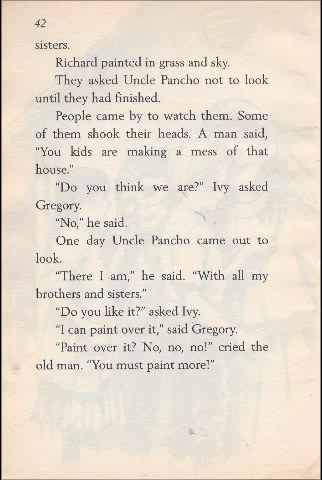 42
sisters.
Richard painted in grass and sky.
They asked Uncle Pancho not to look
until they had finished.
People came by to watch them. Some
of them shook their heads. A man said,
"You kids are making a mess of that
house."
"Do you think we are?" Ivy asked
Gregory.
"No," he said.
One day Uncle Pancho came out to
look.
"There I am," he said. "With all my
brothers and sisters."
"Do you like it?" asked Ivy.
"I can paint over it," said Gregory.
"Paint over it? No, no, no!" cried the
old man. "You must paint more!"